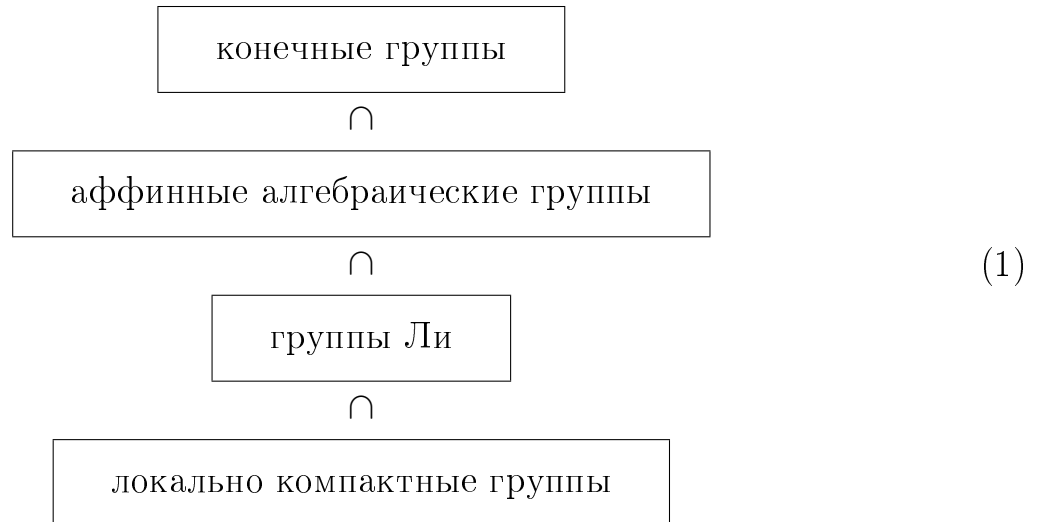 конечные группы
∩
аффинные алгебраические группы
∩
(1)
группы Ли
∩
локально компактные группы